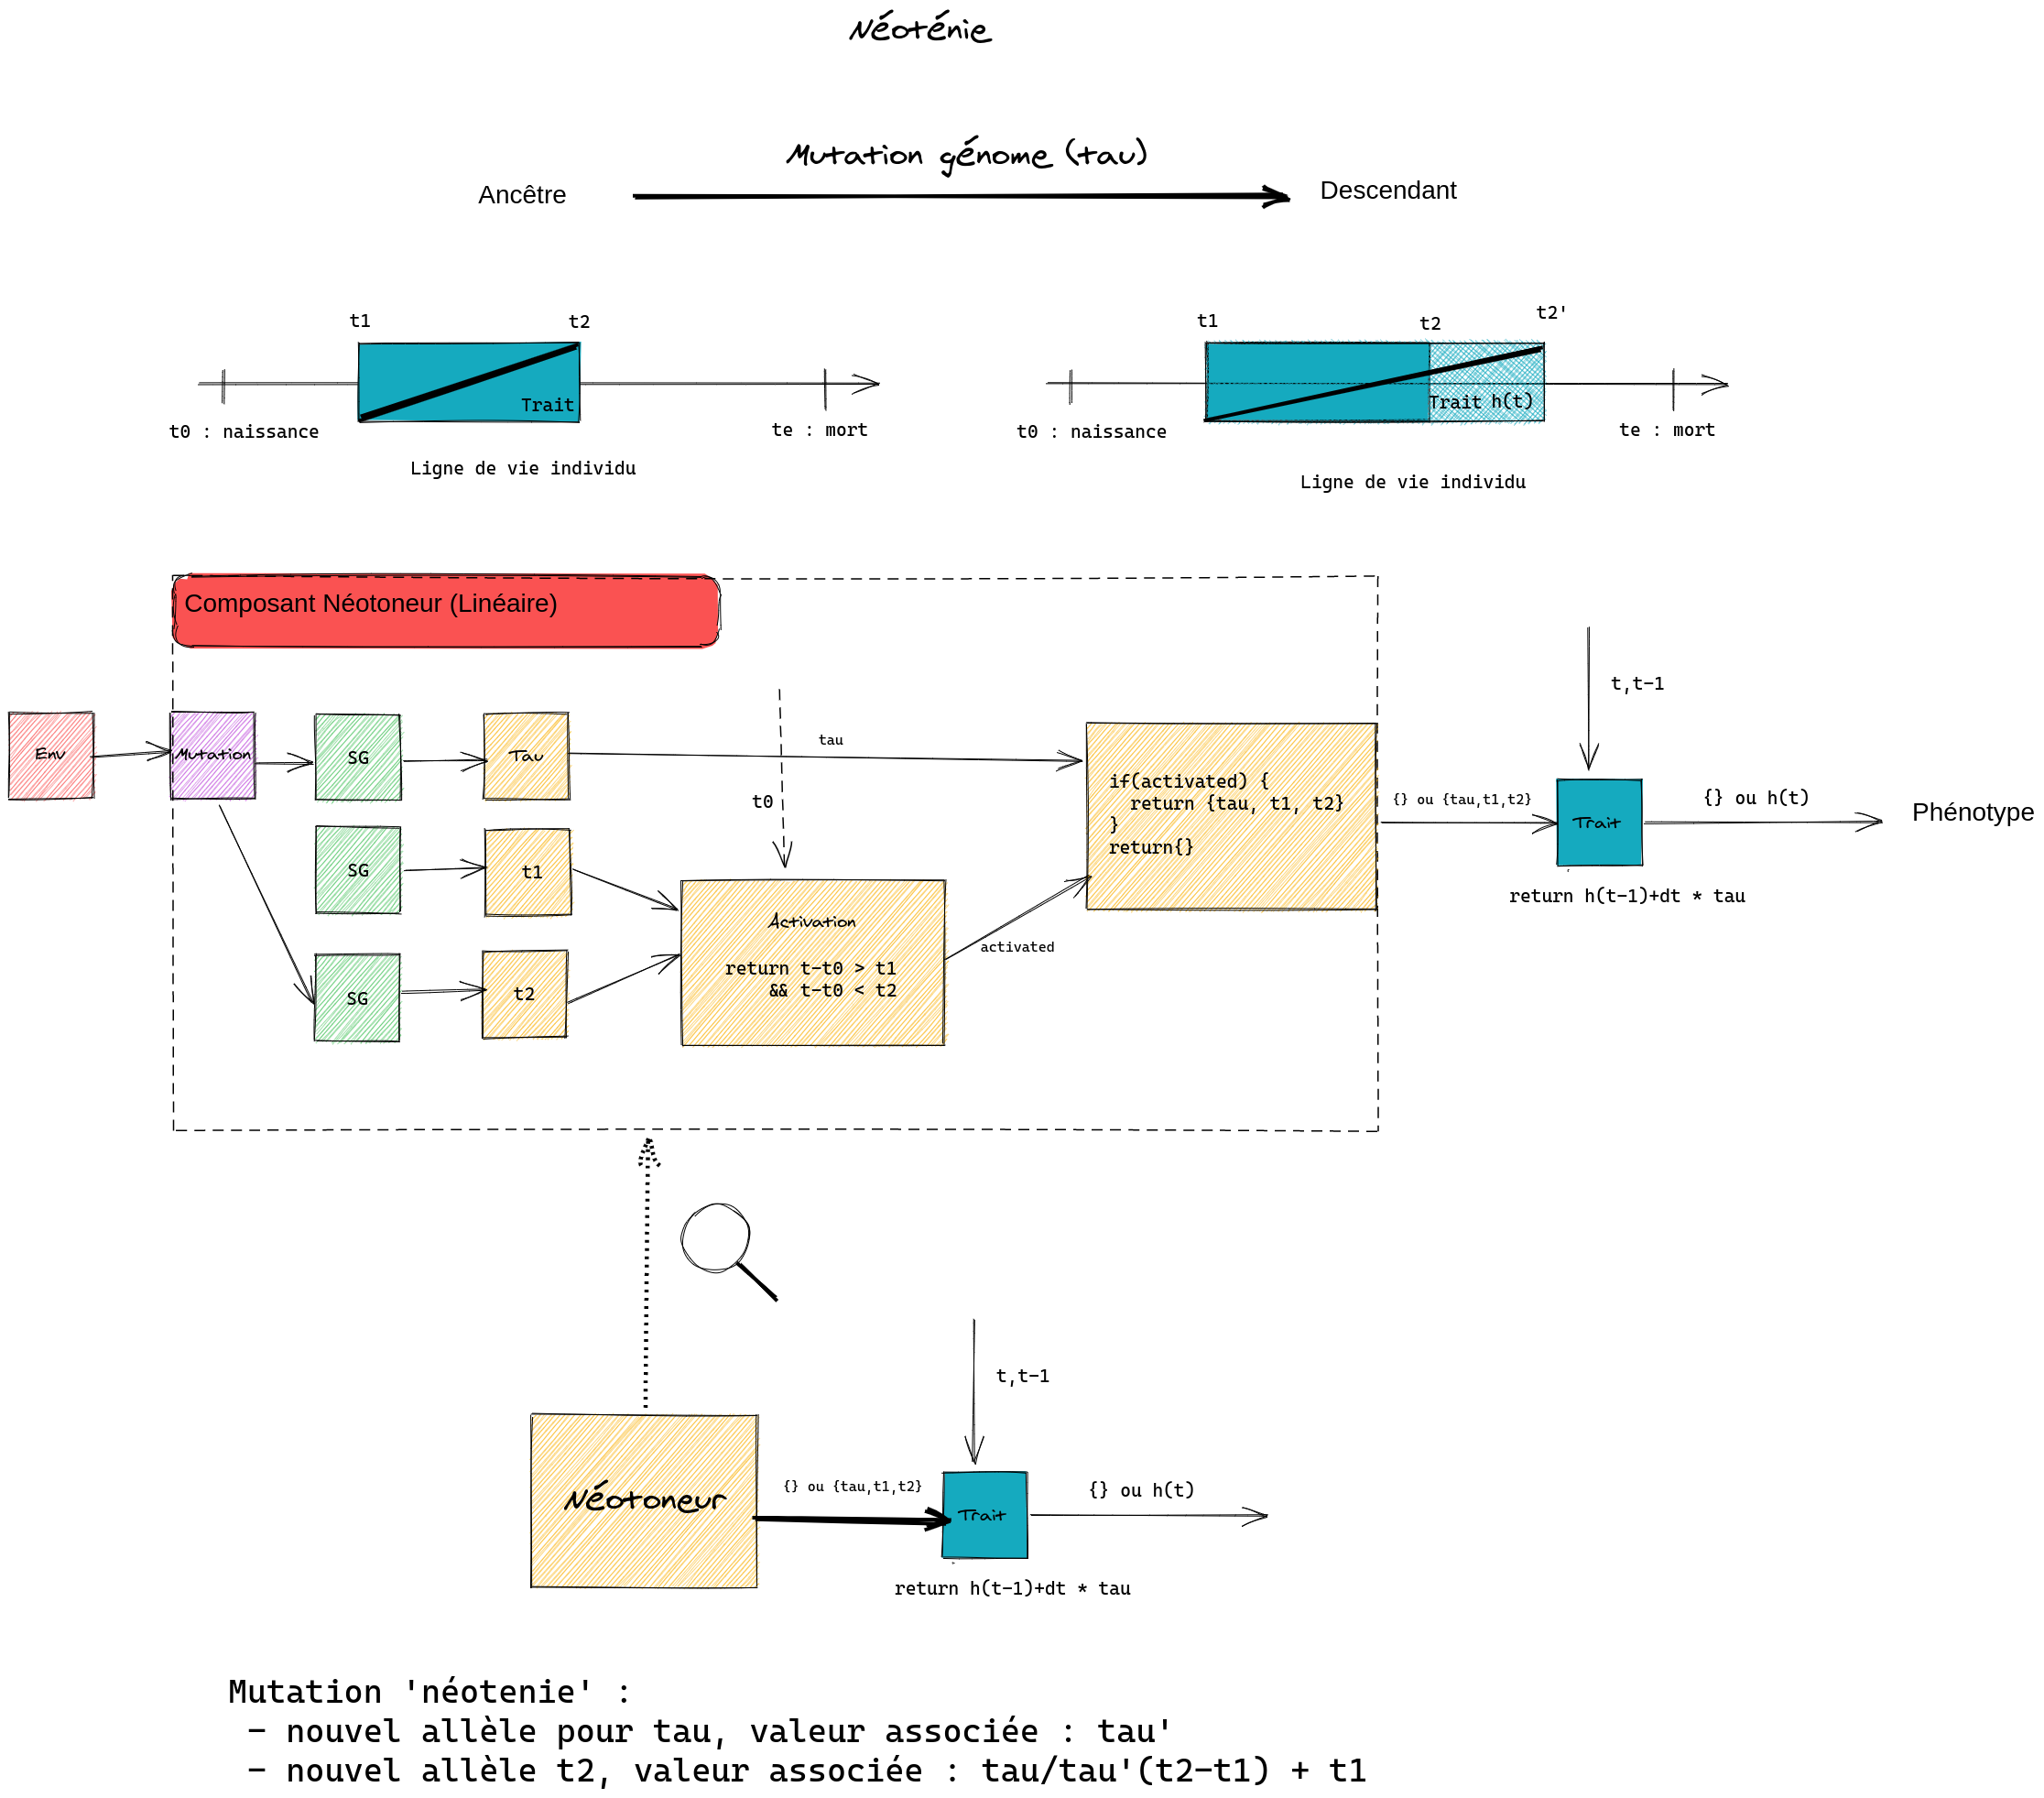 Néoténie
Mutation génome (tau)
Ancêtre
Descendant
t1
t2
Trait
t0 : naissance
te : mort
Ligne de vie individu
t1
t2
t2'
Trait h(t)
t0 : naissance
te : mort
Ligne de vie individu
Composant Néotoneur (Linéaire)
Env
Mutation
SG
Tau
tau
SG
t1
SG
t2
t0
Activation
return t-t0 > t1
&& t-t0 < t2
activated
if(activated) {
return {tau, t1, t2}
}
return{}
{} ou {tau,t1,t2}
t,t-1
Trait
return h(t-1)+dt * tau
{} ou h(t)
Phénotype
Néotoneur
{} ou {tau,t1,t2}
t,t-1
Trait
{} ou h(t)
return h(t-1)+dt * tau
Mutation 'néotenie' :
- nouvel allèle pour tau, valeur associée : tau'
- nouvel allèle t2, valeur associée : tau/tau'(t2-t1) + t1